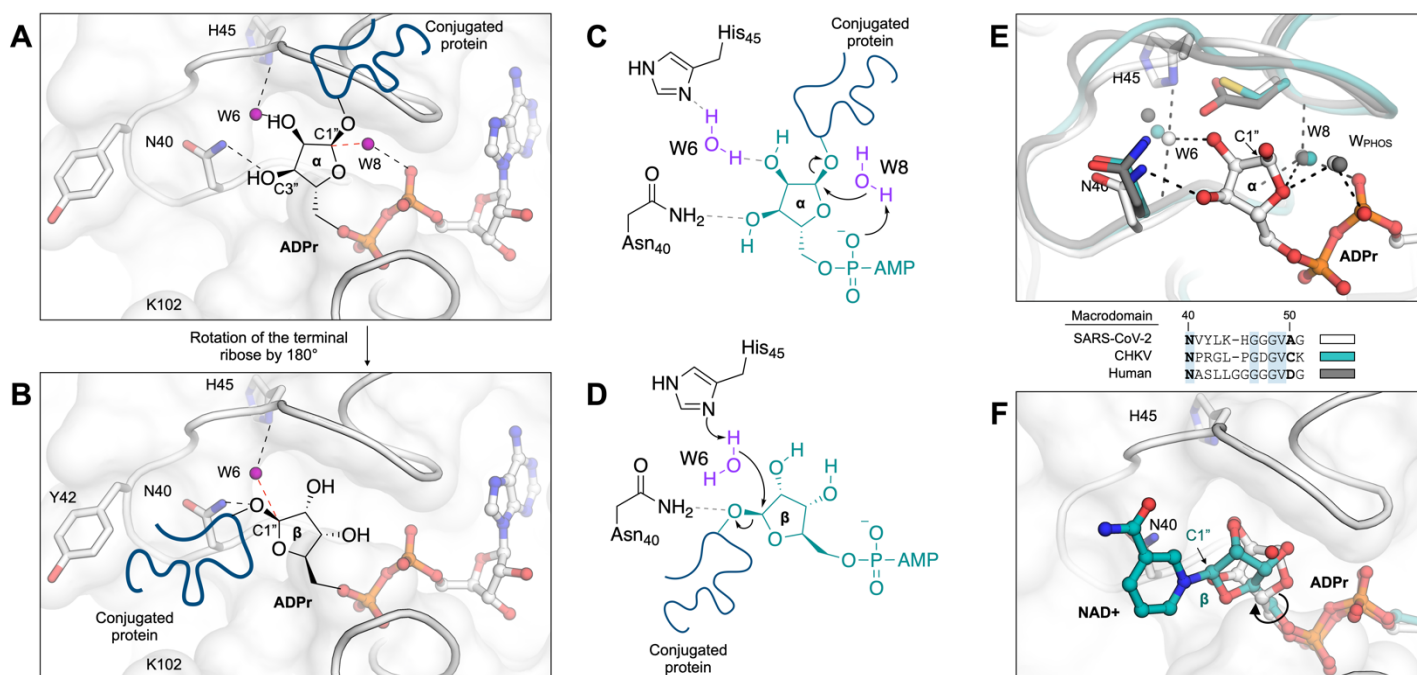 A
H45
Conjugated
protein
W6
HO
O
C1”
N40
α
O
W8
HO
C3”
ADPr
K102
Rotation of the terminal
ribose by 180°
B
H45
W6
Y42
N40
O
OH
C1”
β
OH
O
Conjugated
protein
ADPr
K102
C
His45
HN
N
H
O
H
W6
Conjugated
protein
O
H
O
W8
H
O
H
O
NH2
Asn40
O
H
α
O
O−
O
P
AMP
O
D
His45
HN
N
H
O
H
W6
H
O
H
O
O
NH2
Asn40
O
β
O
O−
O
P
AMP
O
Conjugated
protein
E
H45
C1”
W8
WPHOS
W6
N40
α
ADPr
Macrodomain
40
50
SARS-CoV-2
NVYLK-HGGGVAG
CHKV
NPRGL-PGDGVCK
Human
NASLLGGGGGVDG
F
H45
N40
C1”
ADPr
NAD+
β